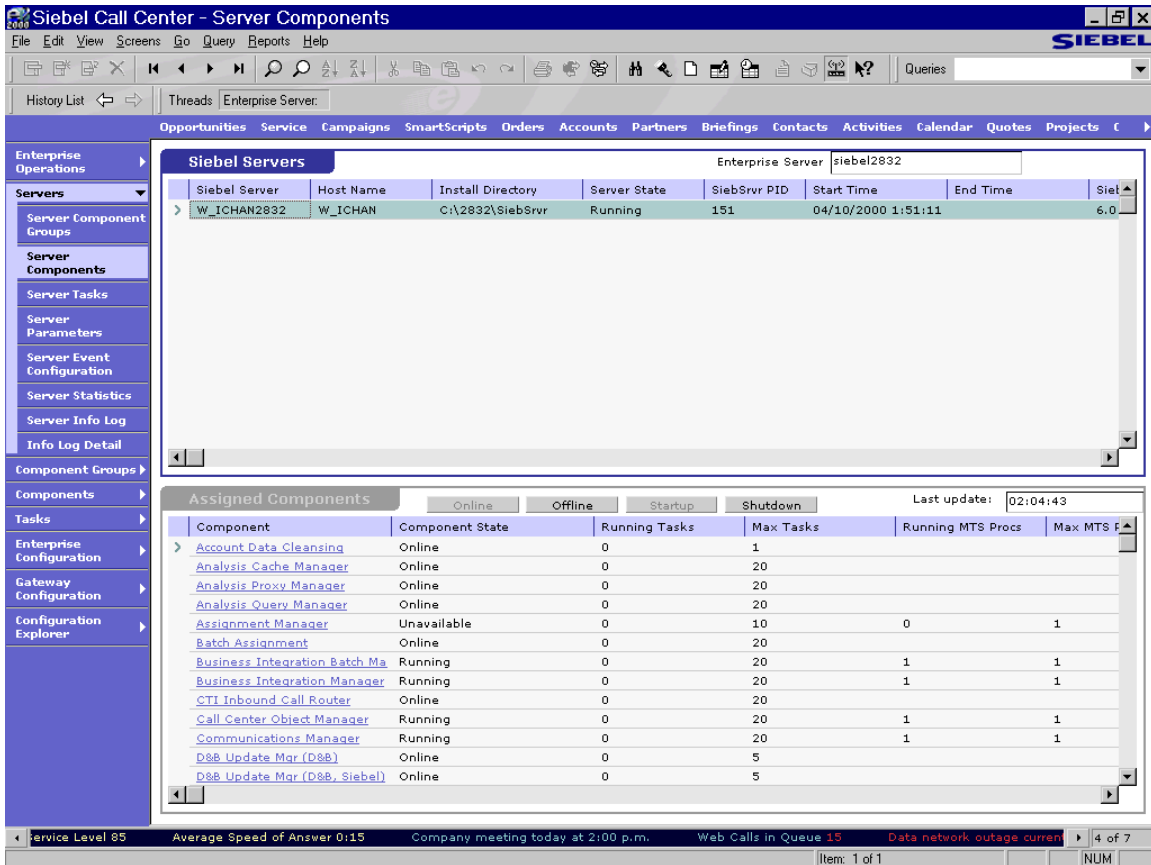 Siebel Call Center - Server Components
File Edit View Screens Go Query Reports Help
SIEBEL
Queries
History List Threads Enterprise Server:
Opportunities Service Campaigns SmartScripts Orders Accounts Partners Briefings Contacts Activities Calendar Quotes Projects
Enterprise Operations
Servers
Server Component Groups
Server Components
Server Tasks
Server Parameters
Server Event Configuration
Server Statistics
Server Info Log
Info Log Detail
Component Groups
Components
Tasks
Enterprise Configuration
Gateway Configuration
Configuration Explorer
Siebel Servers Enterprise Server siebel2832
Siebel Server Host Name Install Directory Server State SiebSrvr PID Start Time End Time
W_ICHAN2832 W_ICHAN C:\2832\SiebSrvr Running 151 04/10/2000 1:51:11 6.0
Assigned Components Online Offline Startup Shutdown Last update: 02:04:43
Component Component State Running Tasks Max Tasks Running MTS Procs Max MTS
Account Data Cleansing Online 0 1
Analysis Cache Manager Online 0 20
Analysis Proxy Manager Online 0 20
Analysis Query Manager Online 0 20
Assignment Manager Unavailable 0 10 0 1
Batch Assignment Online 0 20
Business Integration Batch Ma Running 0 20 1 1
Business Integration Manager Running 0 20 1 1
CTI Inbound Call Router Online 0 20
Call Center Object Manager Running 0 20 1 1
Communications Manager Running 0 20 1 1
D&B Update Mgr (D&B) Online 0 5
D&B Update Mgr (D&B, Siebel) Online 0 5
Service Level 85 Average Speed of Answer 0:15 Company meeting today at 2:00 p.m. Web Calls in Queue 15 Data network outage current 4 of 7
Item: 1 of 1 NUM